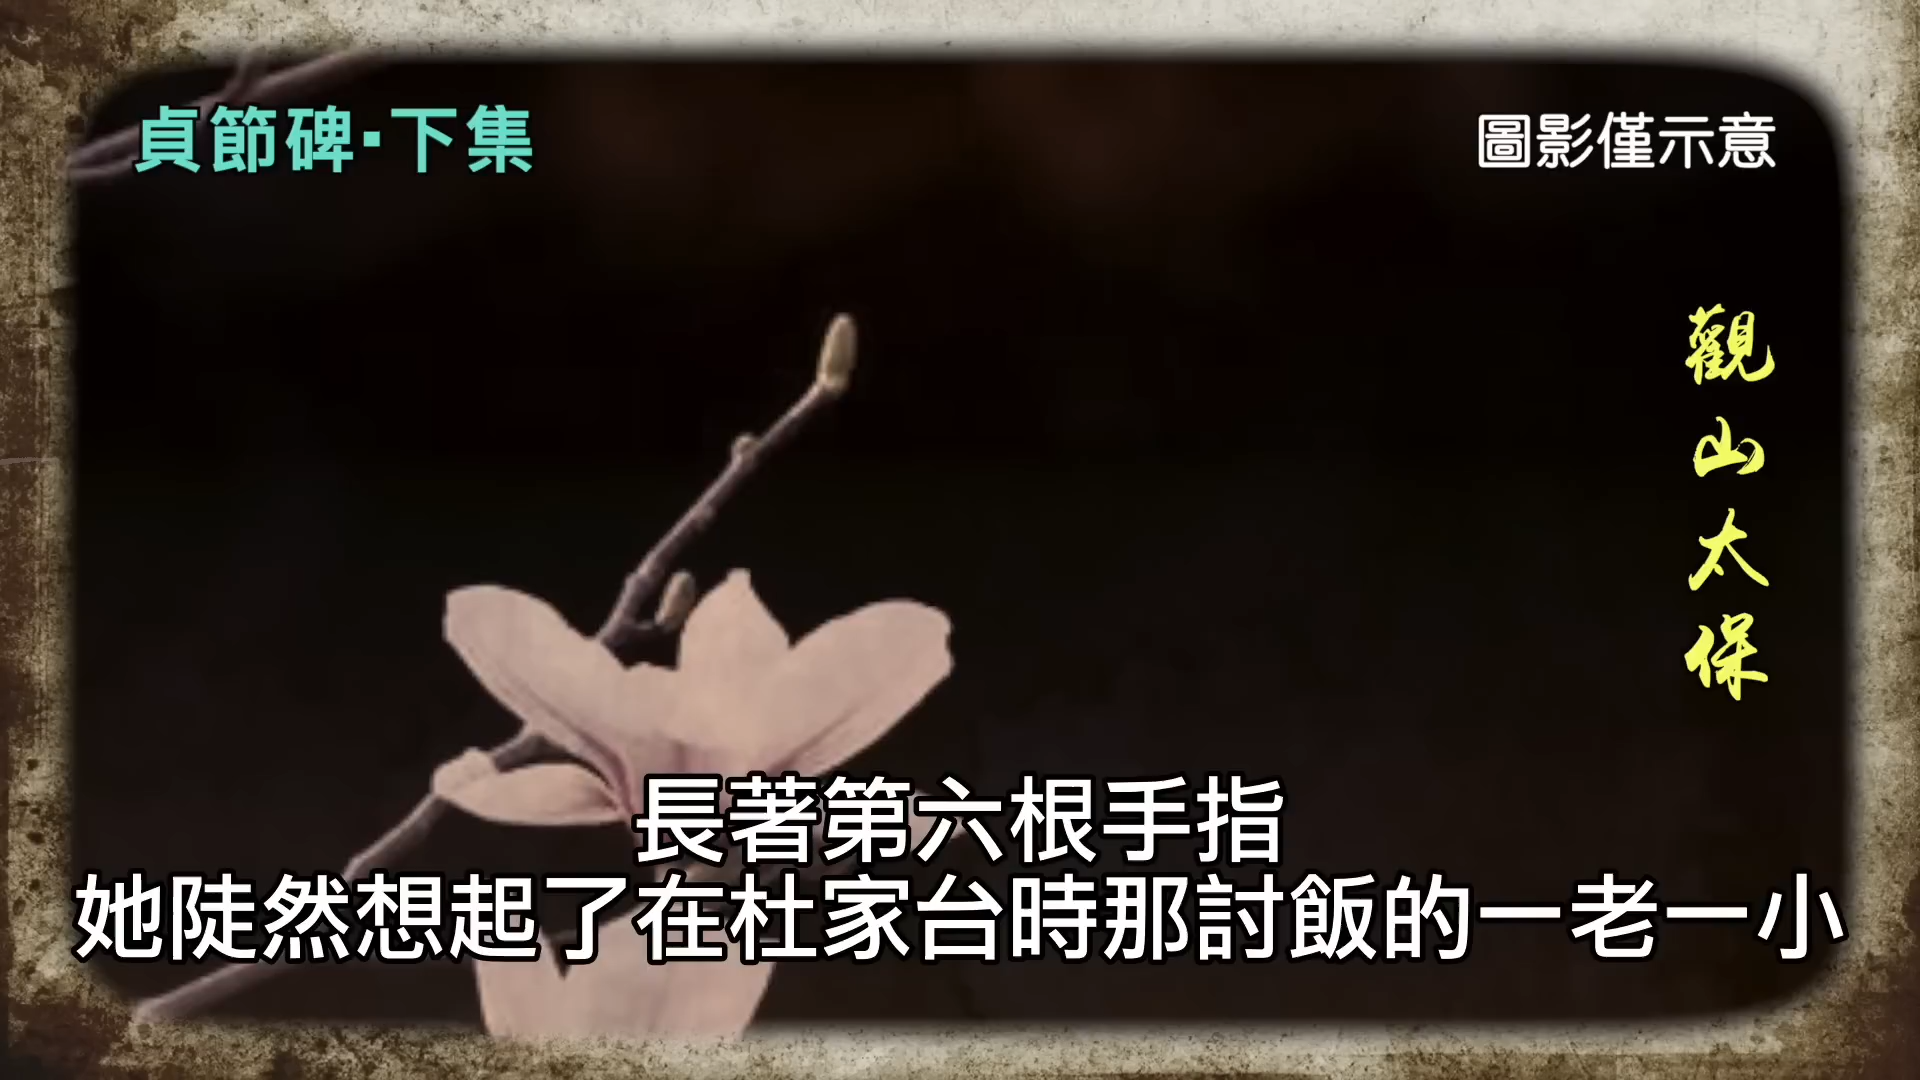 貞節碑·下集
圖影僅示意
觀山太保
長著第六根手指
她陡然想起了在杜家台時那討飯的一老一小